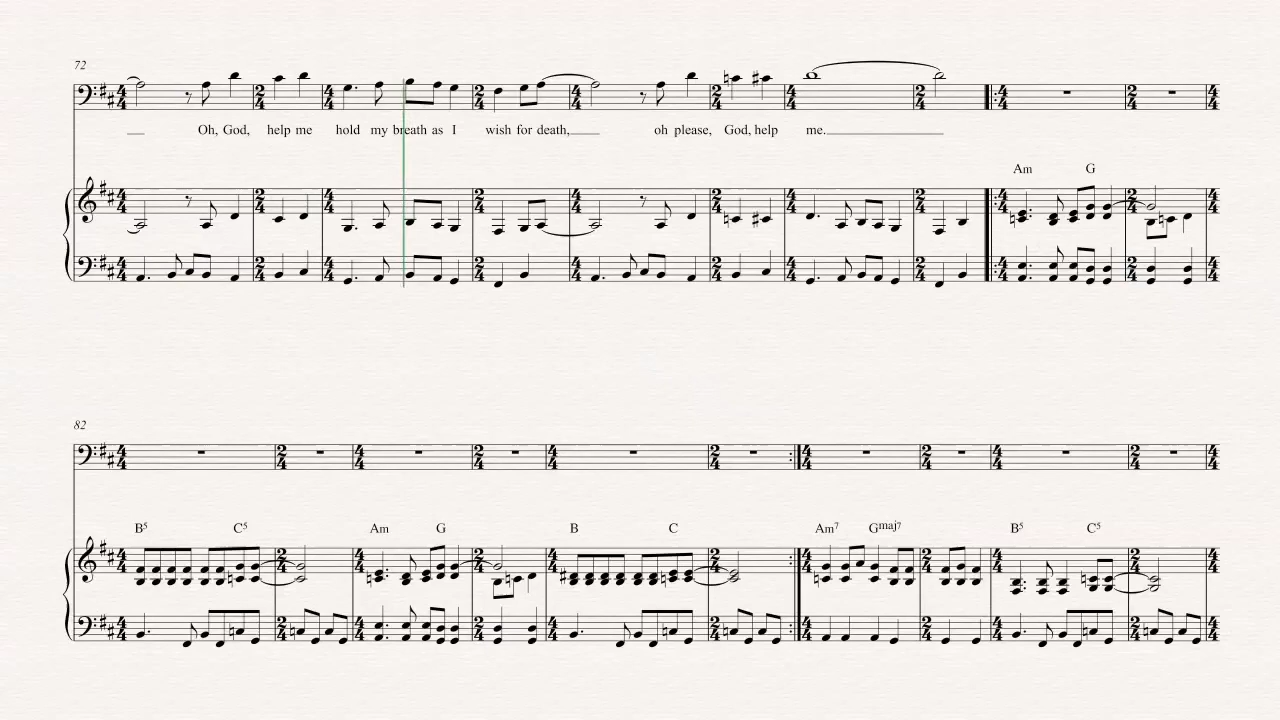 72
Oh, God, help me hold my breath as I wish for death, oh please, God, help me.
Am G
82
B5 C5 Am G B C Am7 Gmaj7 B5 C5